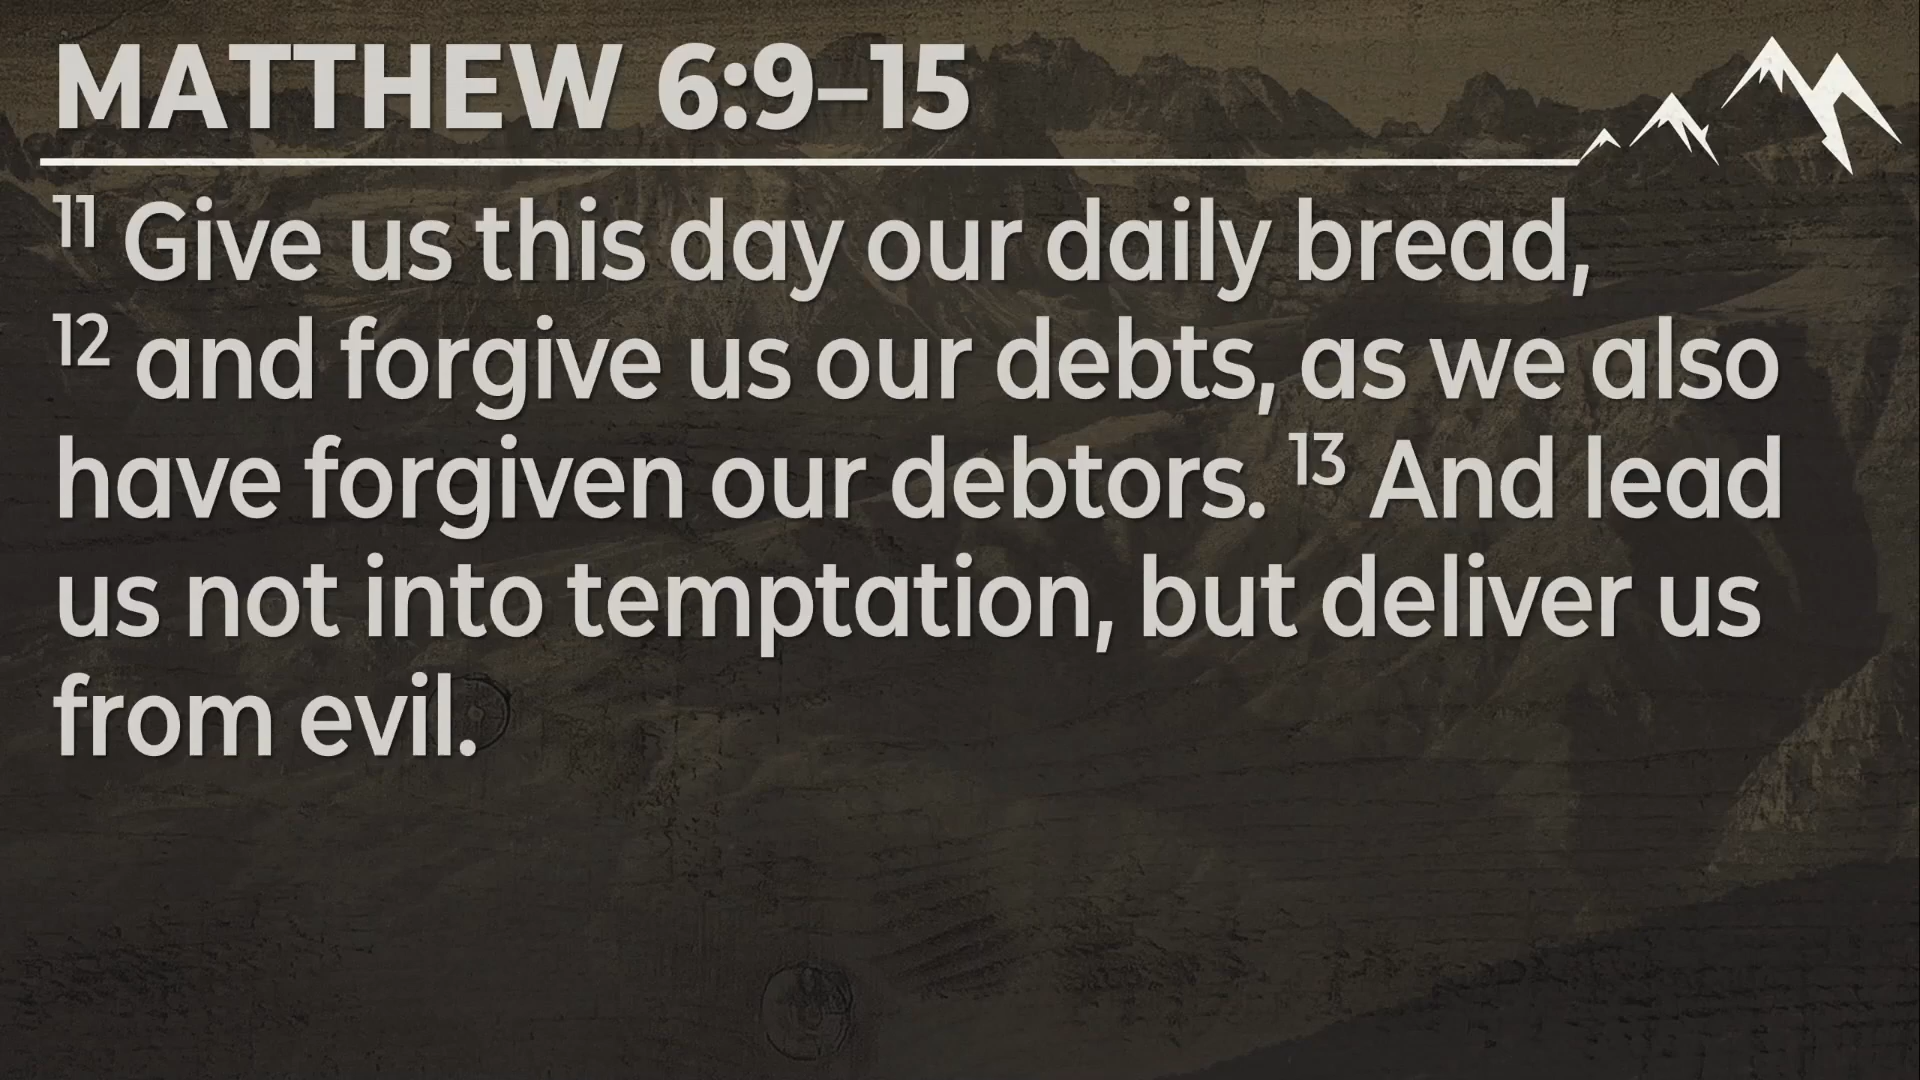 MATTHEW 6:9–15
11 Give us this day our daily bread,
12 and forgive us our debts, as we also
have forgiven our debtors. 13 And lead
us not into temptation, but deliver us
from evil.